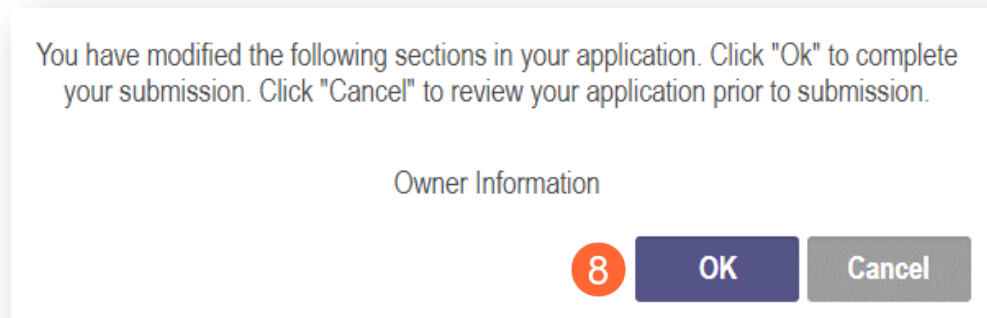 You have modified the following sections in your application. Click "Ok" to complete
your submission. Click "Cancel" to review your application prior to submission.
Owner Information
8 OK Cancel